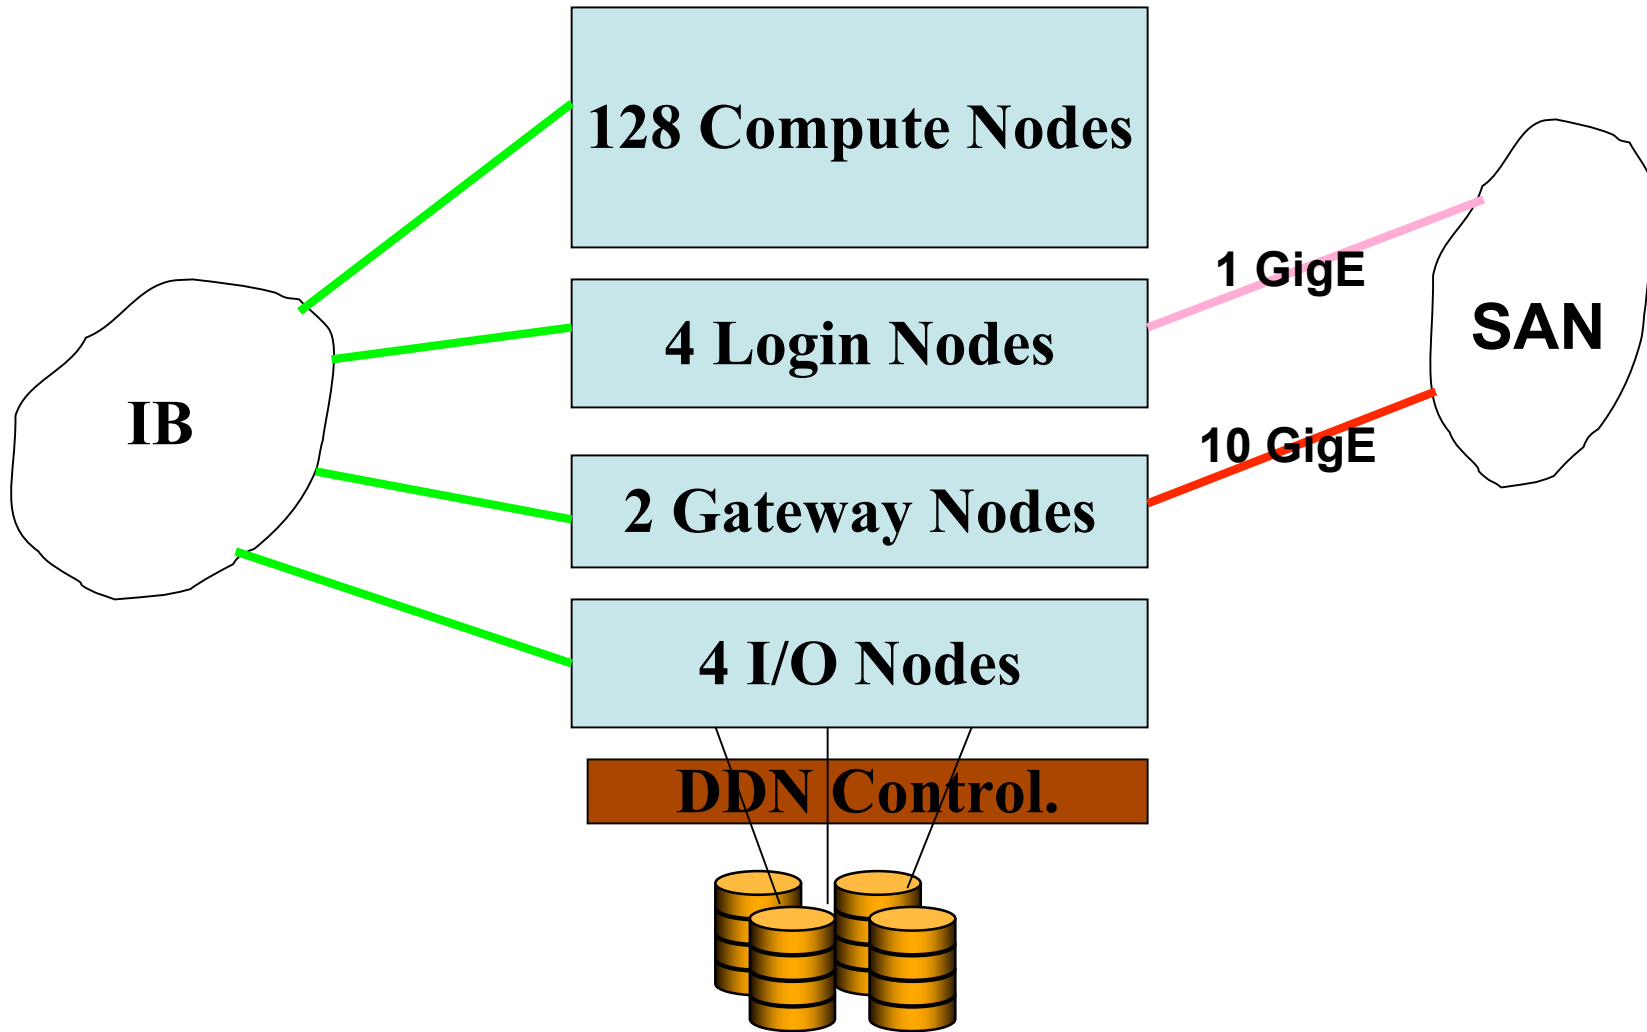 128 Compute Nodes
1 GigE
SAN
4 Login Nodes
IB
10 GigE
2 Gateway Nodes
4 I/O Nodes
DDN Control.